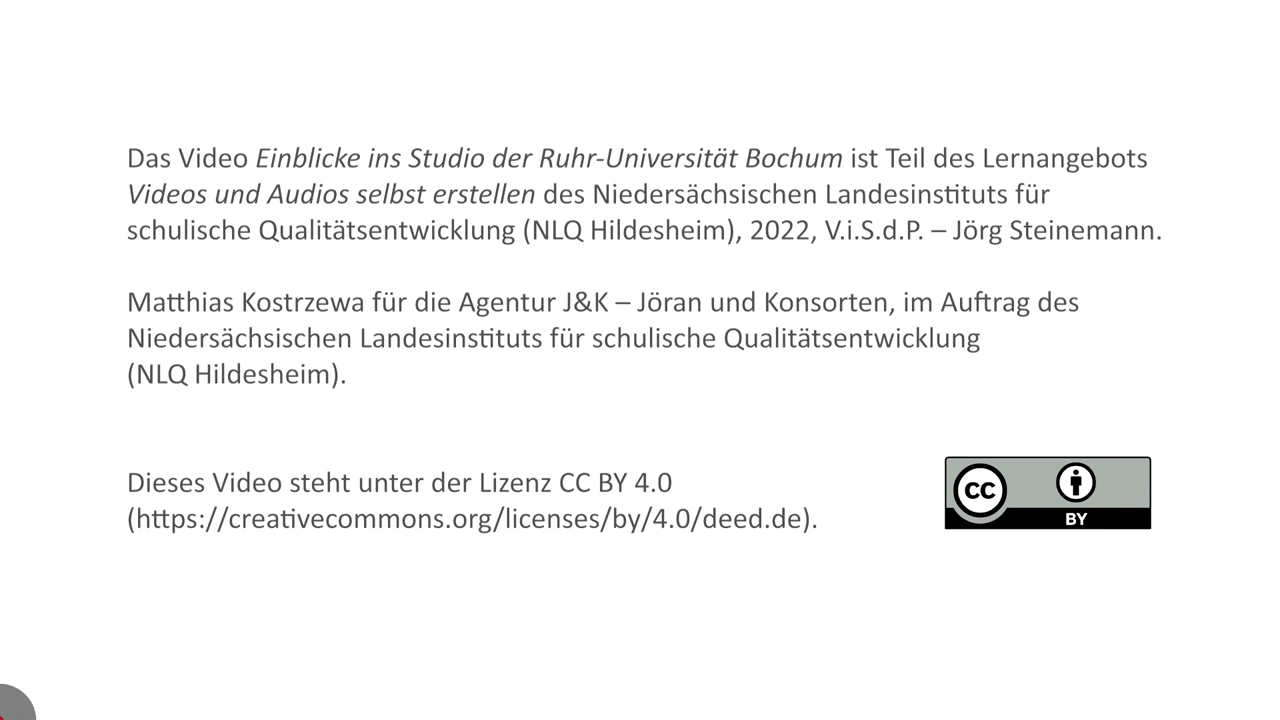 Das Video Einblicke ins Studio der Ruhr-Universität Bochum ist Teil des Lernangebots
Videos und Audios selbst erstellen des Niedersächsischen Landesinstituts für
schulische Qualitätsentwicklung (NLQ Hildesheim), 2022, V.i.S.d.P. – Jörg Steinemann.
Matthias Kostrzewa für die Agentur J&K – Jöran und Konsorten, im Auftrag des
Niedersächsischen Landesinstituts für schulische Qualitätsentwicklung
(NLQ Hildesheim).
Dieses Video steht unter der Lizenz CC BY 4.0
(https://creativecommons.org/licenses/by/4.0/deed.de).
CC
BY